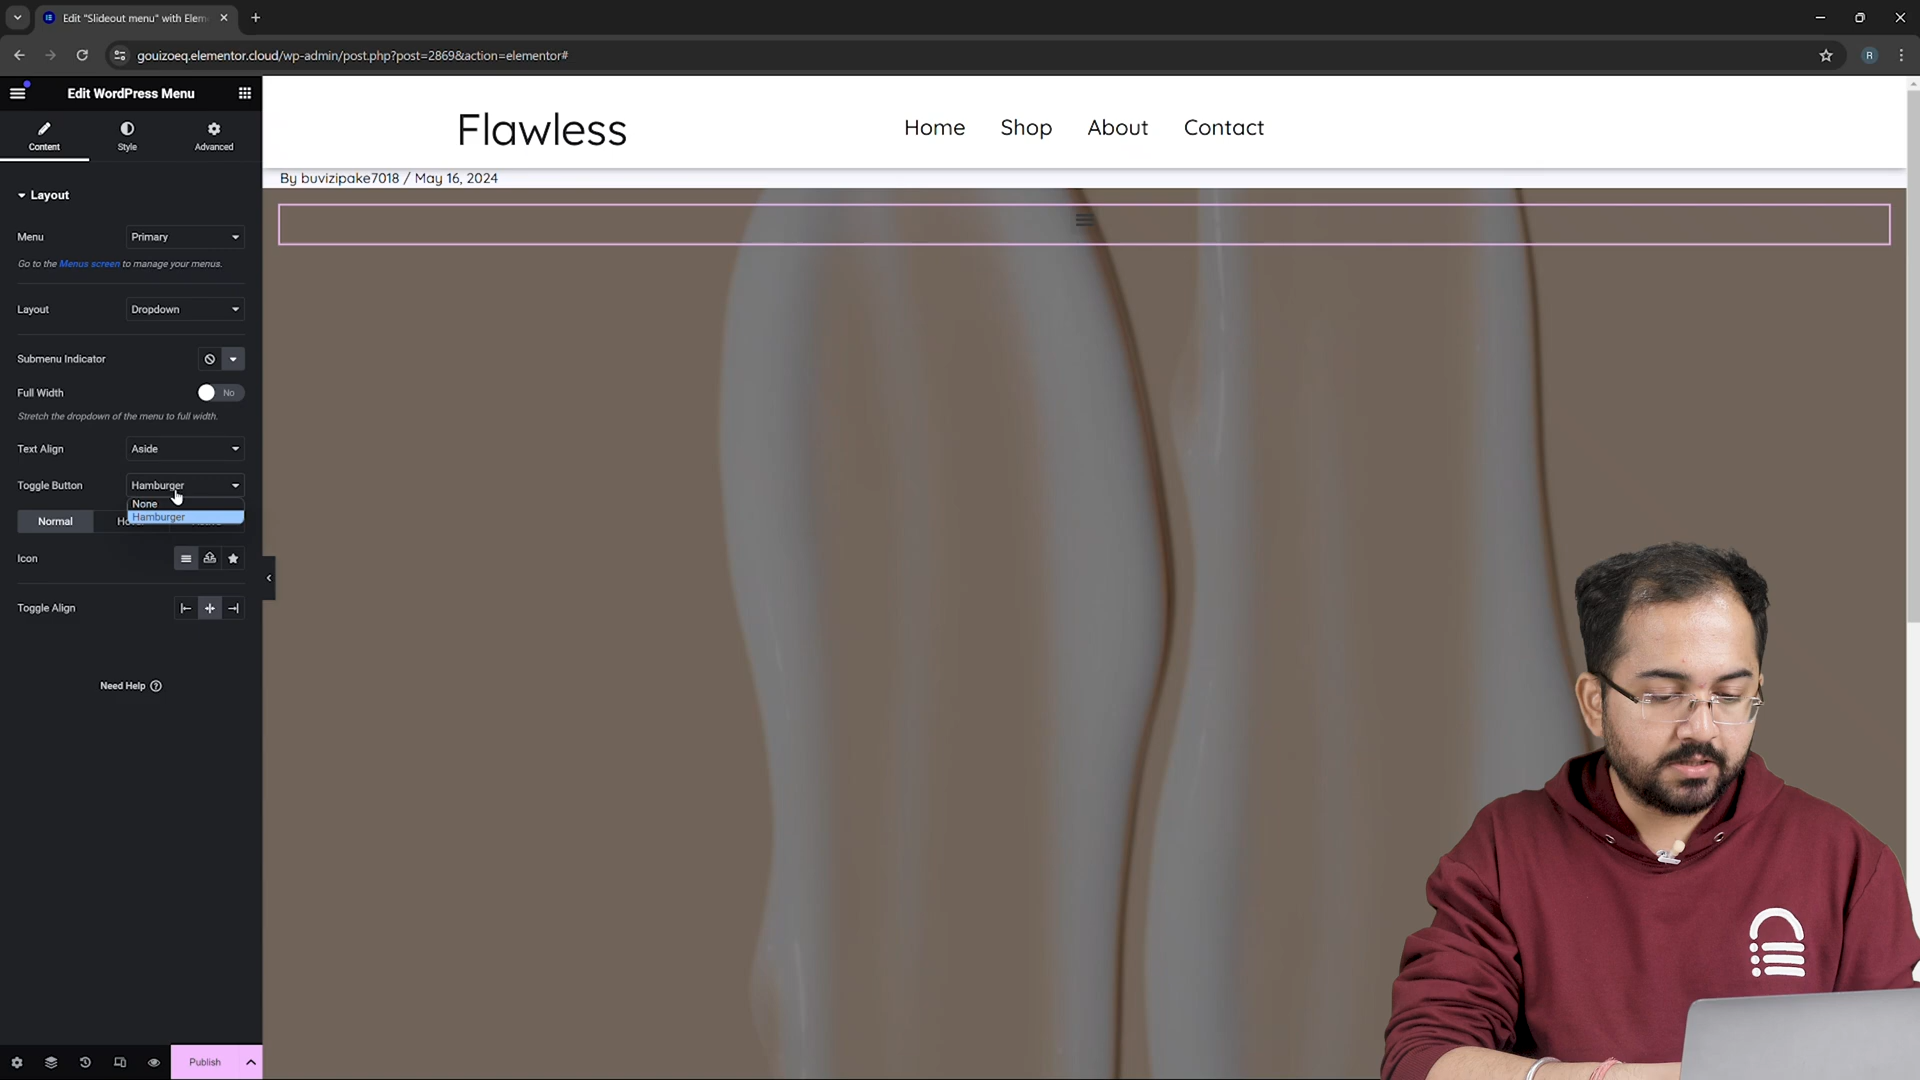 Edit "Slideout menu" with Elem
gouizoeq.elementor.cloud/wp-admin/post.php?post=2869&action=elementor#
R
Edit WordPress Menu
Content
Style
Advanced
Layout
Menu
Primary
Go to the Menus screen to manage your menus.
Layout
Dropdown
Submenu Indicator
Full Width
No
Stretch the dropdown of the menu to full width.
Text Align
Aside
Toggle Button
Hamburger
None
Hamburger
Normal
Icon
Toggle Align
Need Help
Publish
Flawless
Home
Shop
About
Contact
By buvizipake7018 / May 16, 2024